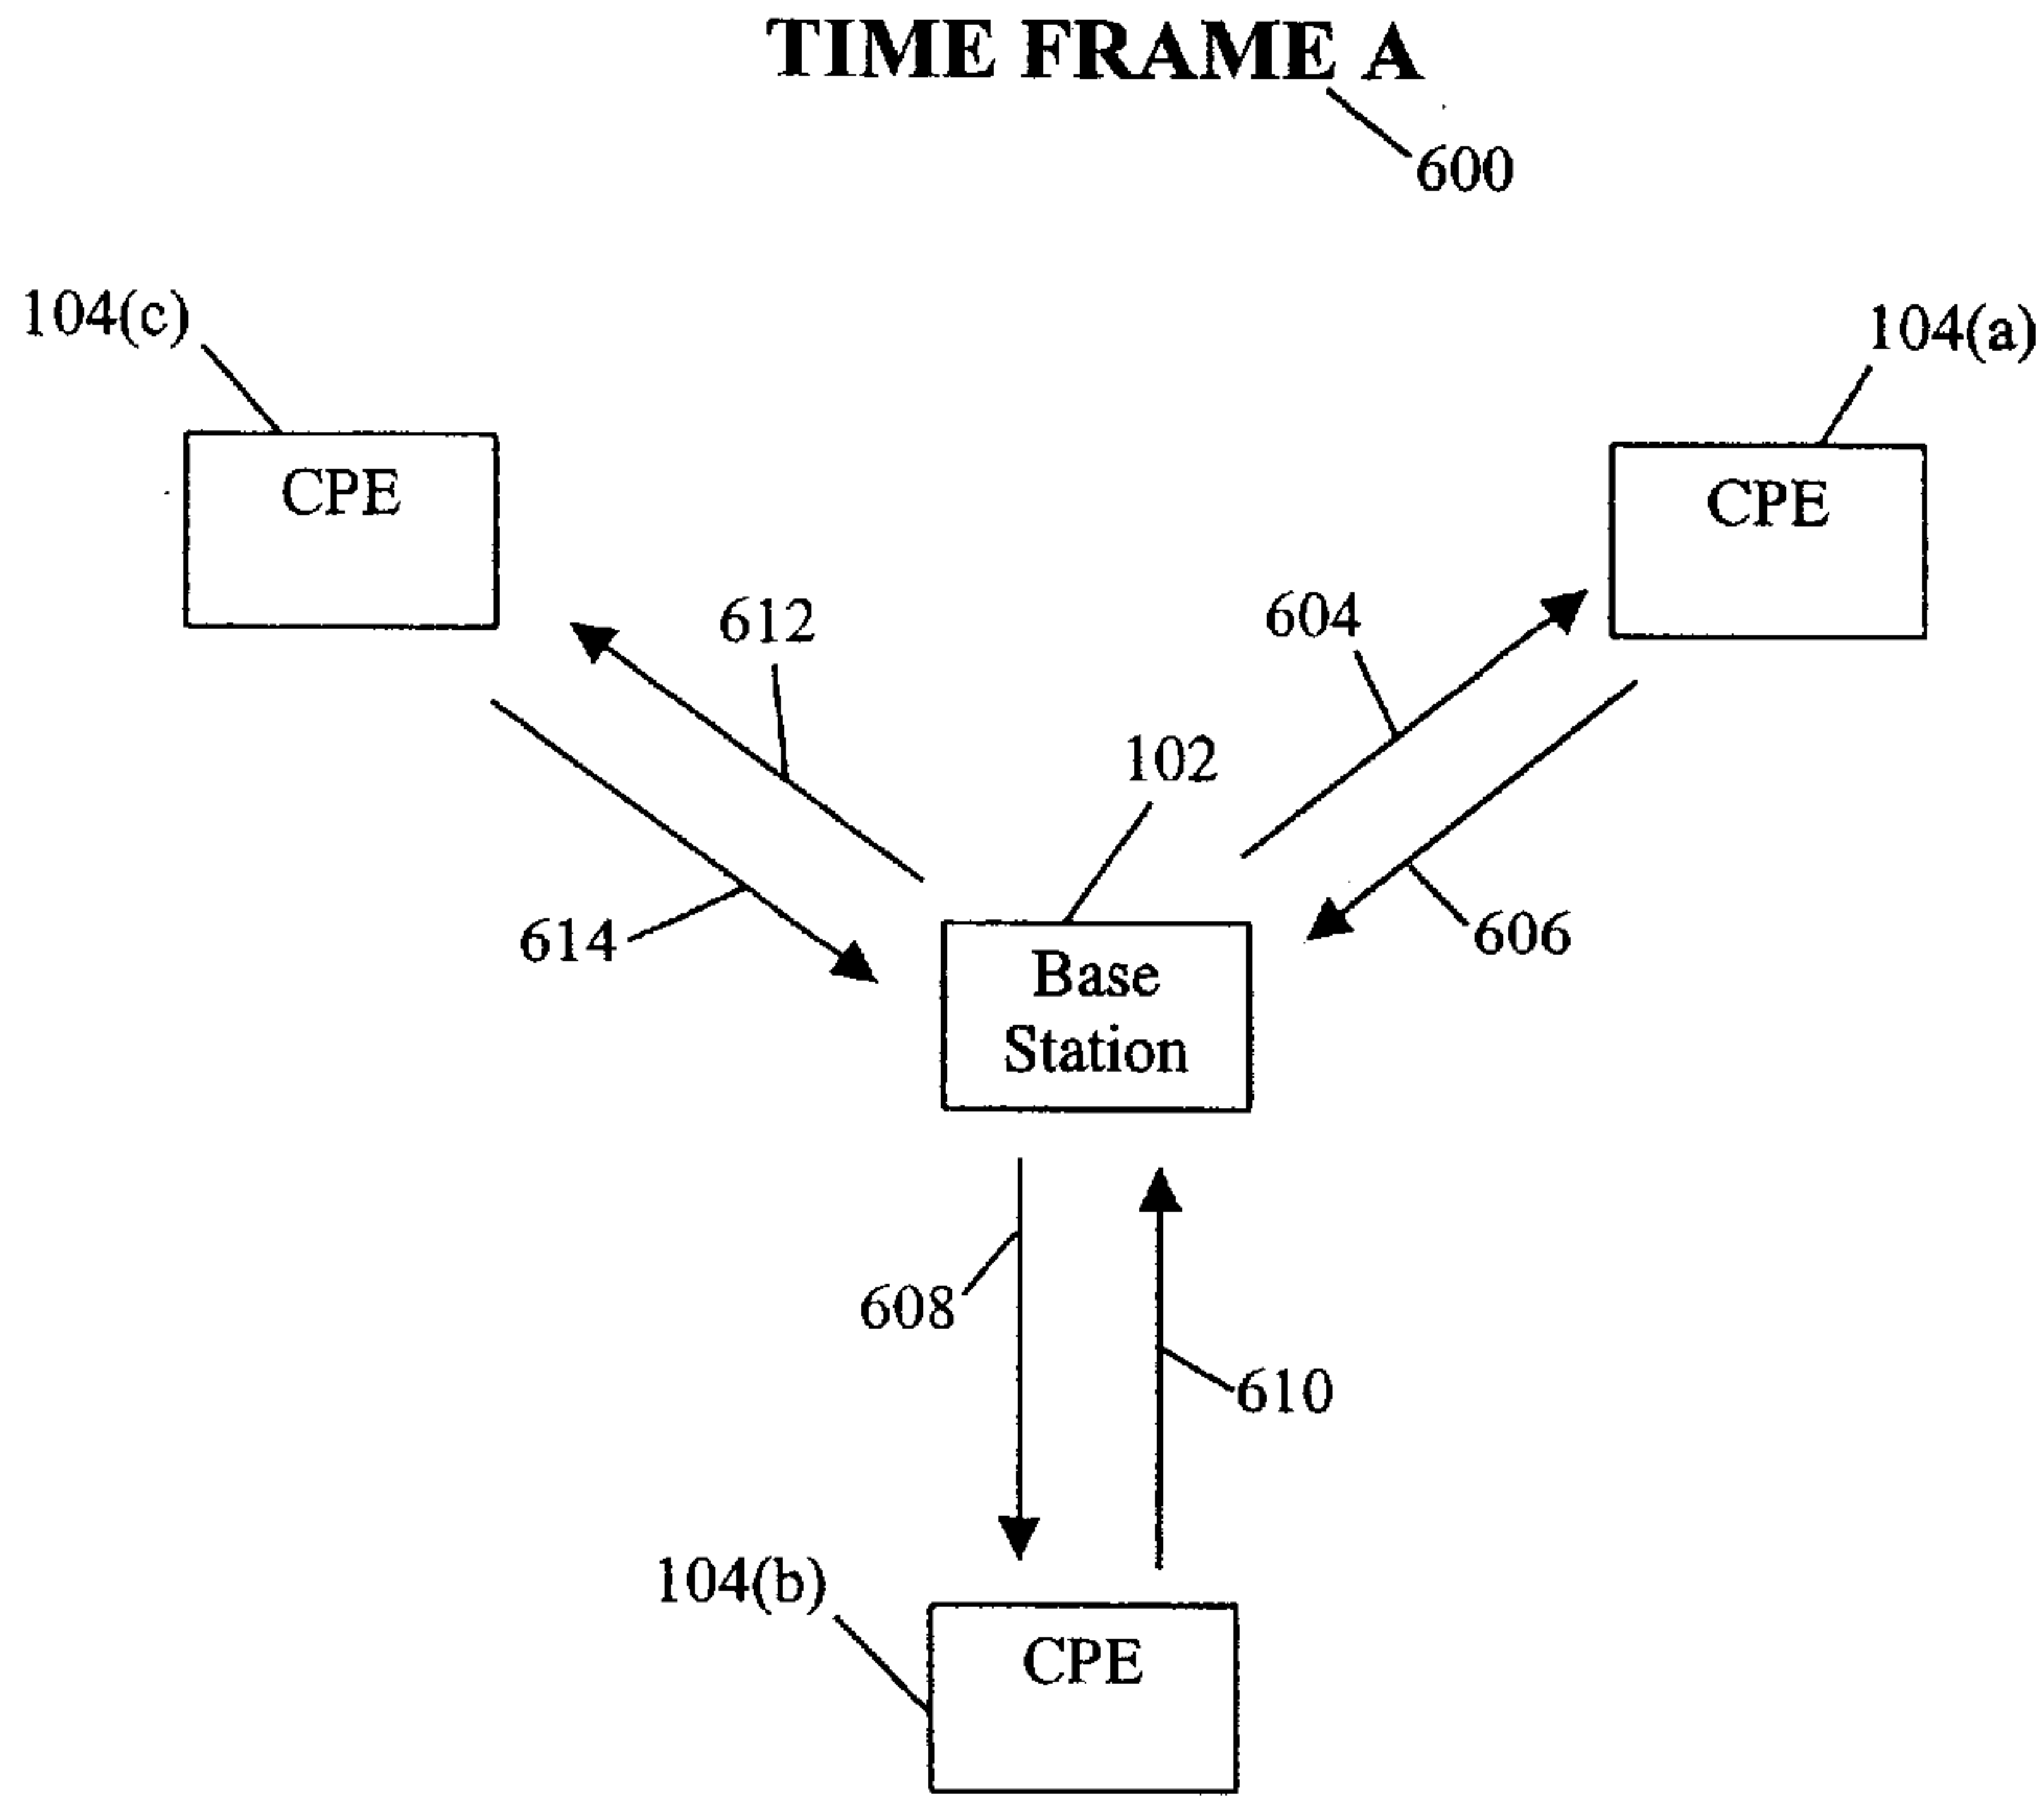 TIME FRAME A
600
104(c)
104(a)
CPE
CPE
612
604
102
614
606
Base
Station
608
610
104(b)
CPE